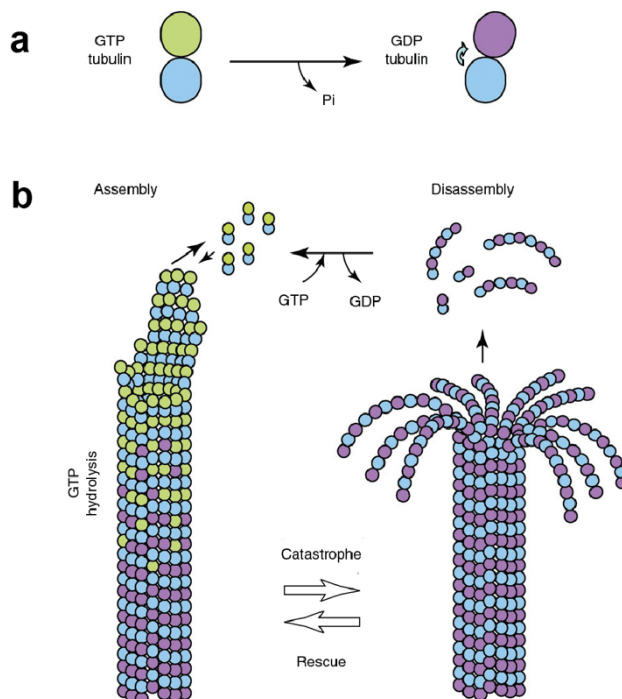 a
GTP
tubulin
Pi
GDP
tubulin
b
Assembly
Disassembly
GTP
GDP
GTP
hydrolysis
Catastrophe
Rescue